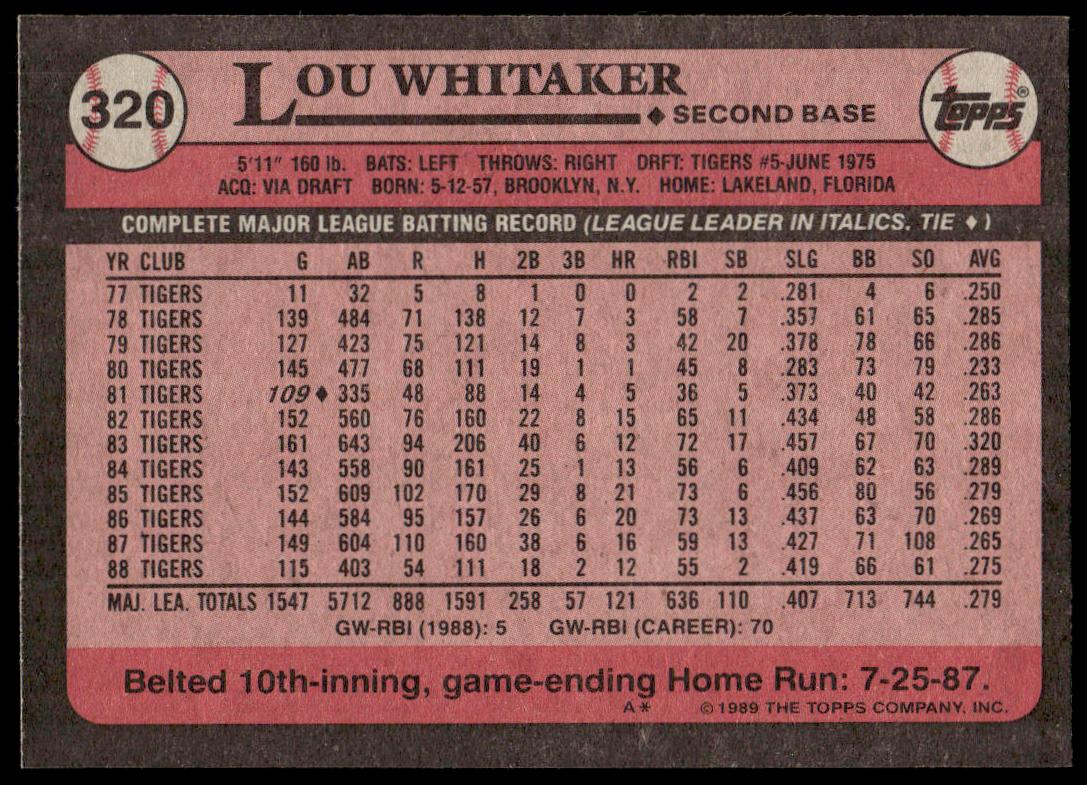 320
LOU WHITAKER
♦ SECOND BASE
topps®
5'11" 160 lb. BATS: LEFT THROWS: RIGHT DRFT: TIGERS #5-JUNE 1975
ACQ: VIA DRAFT BORN: 5-12-57, BROOKLYN, N.Y. HOME: LAKELAND, FLORIDA
COMPLETE MAJOR LEAGUE BATTING RECORD (LEAGUE LEADER IN ITALICS. TIE ♦)
YR CLUB G AB R H 2B 3B HR RBI SB SLG BB SO AVG
77 TIGERS 11 32 5 8 1 0 0 2 2 .281 4 6 .250
78 TIGERS 139 484 71 138 12 7 3 58 7 .357 61 65 .285
79 TIGERS 127 423 75 121 14 8 3 42 20 .378 78 66 .286
80 TIGERS 145 477 68 111 19 1 1 45 8 .283 73 79 .233
81 TIGERS 109♦ 335 48 88 14 4 5 36 5 .373 40 42 .263
82 TIGERS 152 560 76 160 22 8 15 65 11 .434 48 58 .286
83 TIGERS 161 643 94 206 40 6 12 72 17 .457 67 70 .320
84 TIGERS 143 558 90 161 25 1 13 56 6 .409 62 63 .289
85 TIGERS 152 609 102 170 29 8 21 73 6 .456 80 56 .279
86 TIGERS 144 584 95 157 26 6 20 73 13 .437 63 70 .269
87 TIGERS 149 604 110 160 38 6 16 59 13 .427 71 108 .265
88 TIGERS 115 403 54 111 18 2 12 55 2 .419 66 61 .275
MAJ. LEA. TOTALS 1547 5712 888 1591 258 57 121 636 110 .407 713 744 .279
GW-RBI (1988): 5 GW-RBI (CAREER): 70
Belted 10th-inning, game-ending Home Run: 7-25-87.
A* ©1989 THE TOPPS COMPANY, INC.